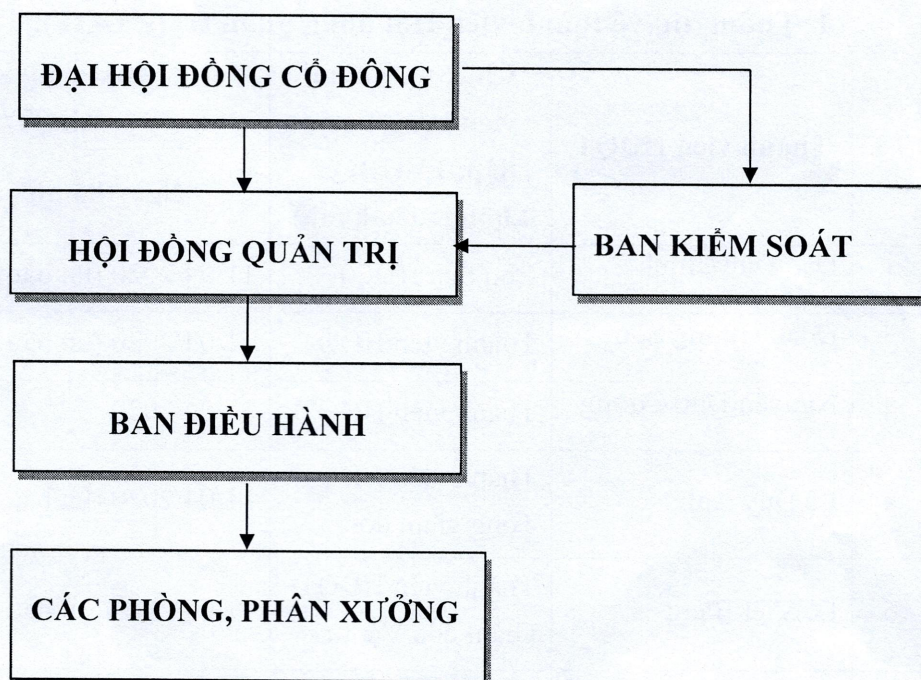 ĐẠI HỘI ĐỒNG CỔ ĐÔNG
HỘI ĐỒNG QUẢN TRỊ
BAN KIỂM SOÁT
BAN ĐIỀU HÀNH
CÁC PHÒNG, PHÂN XƯỞNG